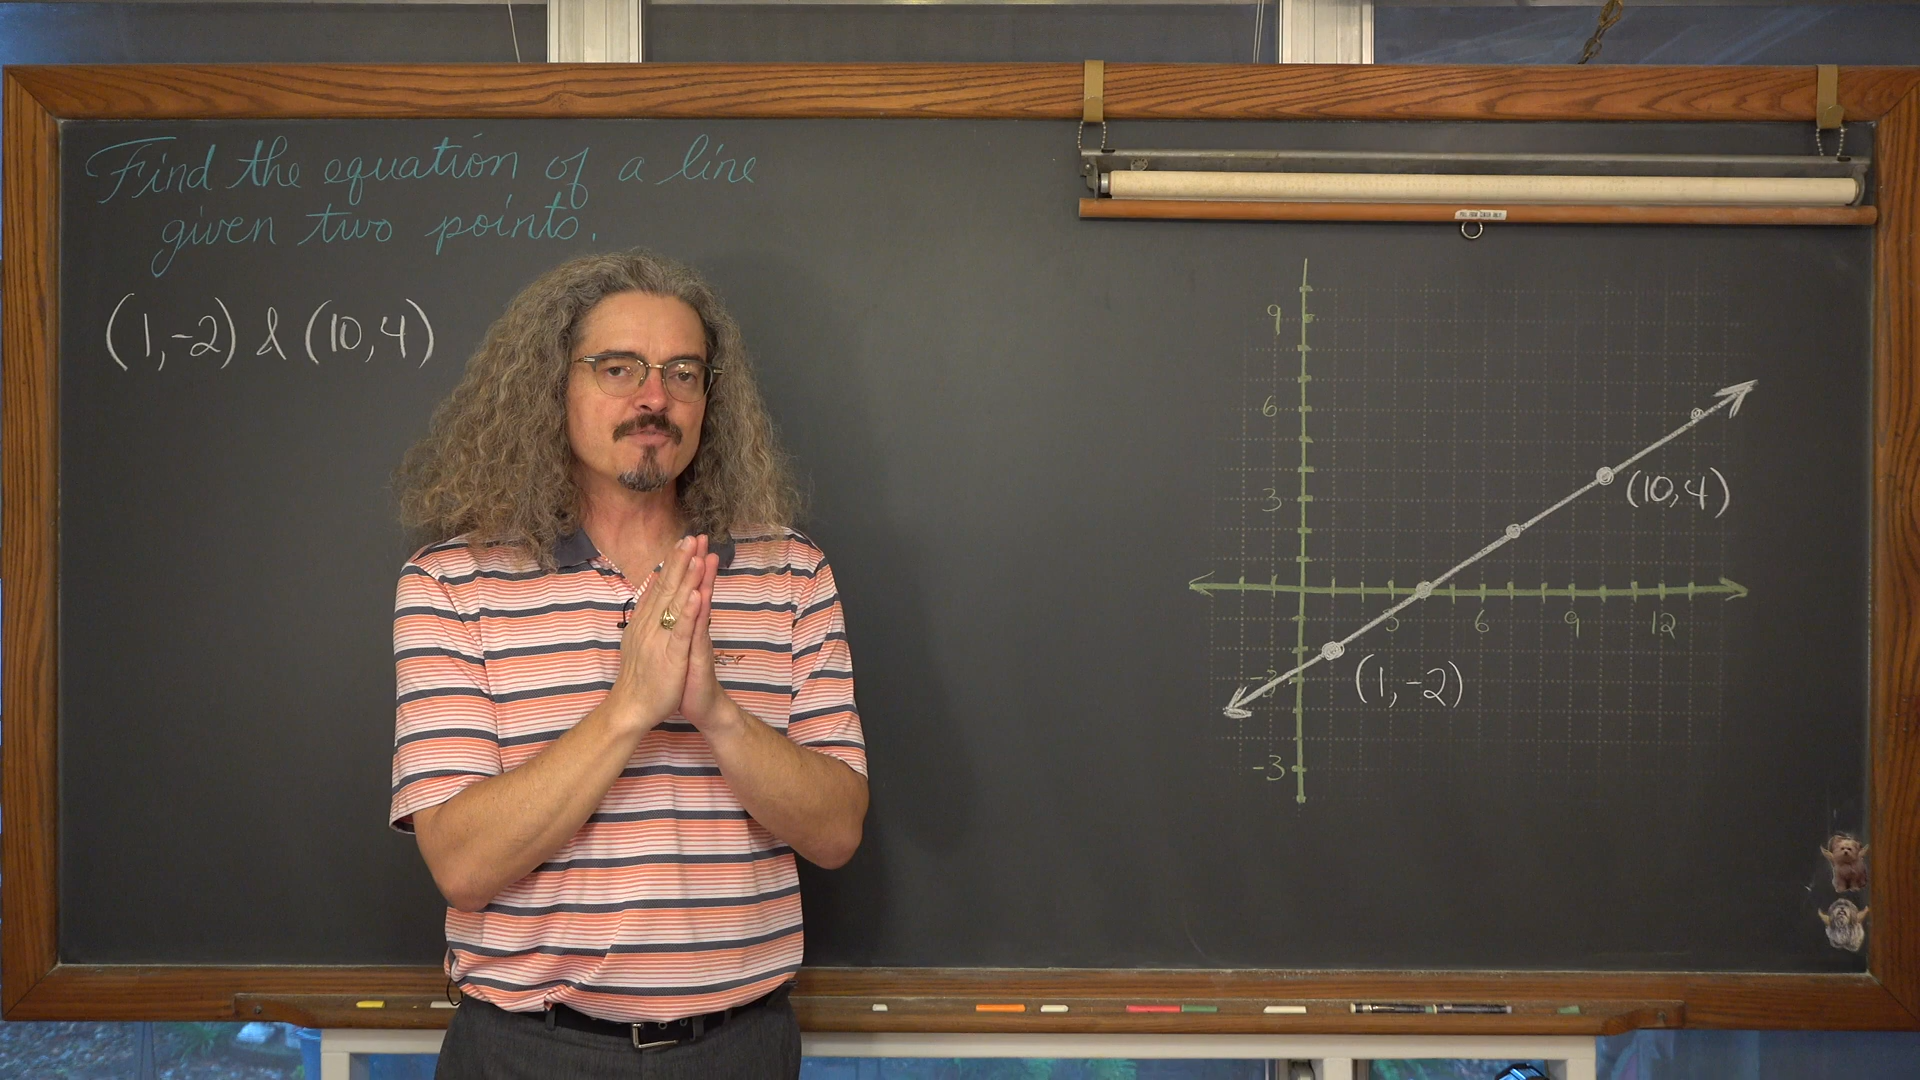 Find the equation of a line
given two points.
(1,-2) & (10,4)
9
6
(10,4)
3
3 6 9 12
-3
(1,-2)
-3